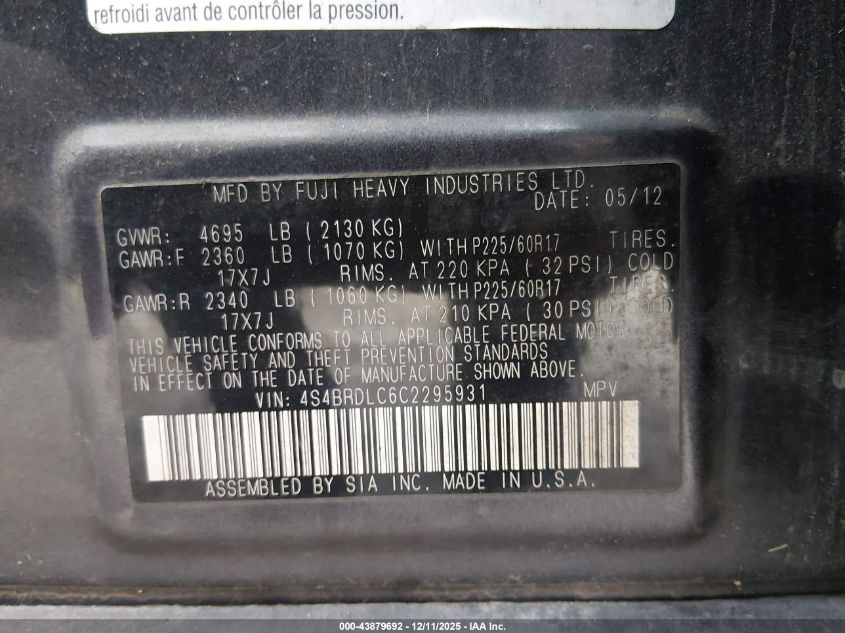 refroidi avant de contrôler la pression.
MFD BY FUJI HEAVY INDUSTRIES LTD.
DATE: 05/12
GVWR: 4695 LB ( 2130 KG)
GAWR:F 2360 LB ( 1070 KG) WITH P225/60R17 TIRES.
17X7J RIMS. AT 220 KPA ( 32 PSI) COLD
GAWR:R 2340 LB ( 1060 KG) WITH P225/60R17 TIRES.
17X7J RIMS. AT 210 KPA ( 30 PSI) COLD
THIS VEHICLE CONFORMS TO ALL APPLICABLE FEDERAL MOTOR
VEHICLE SAFETY AND THEFT PREVENTION STANDARDS
IN EFFECT ON THE DATE OF MANUFACTURE SHOWN ABOVE.
VIN: 4S4BRDLC6C2295931 MPV
ASSEMBLED BY SIA INC. MADE IN U.S.A.
000-43879692 - 12/11/2025 - IAA Inc.